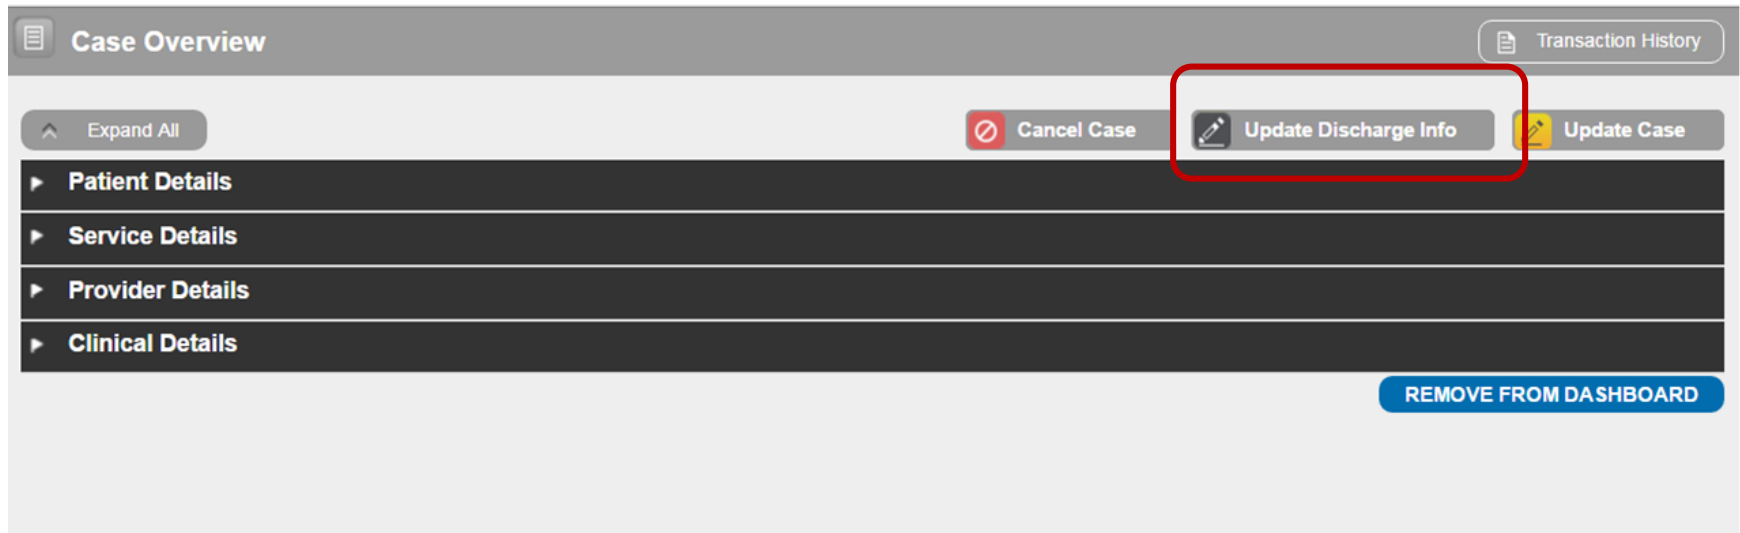 Case Overview
Transaction History
Expand All
Cancel Case
Update Discharge Info
Update Case
Patient Details
Service Details
Provider Details
Clinical Details
REMOVE FROM DASHBOARD